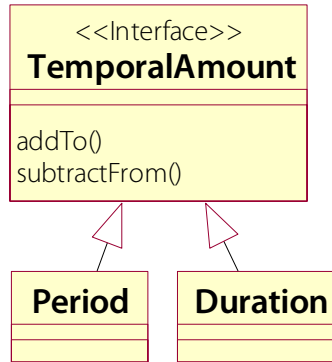 <<Interface>>
TemporalAmount
addTo()
subtractFrom()
Period
Duration